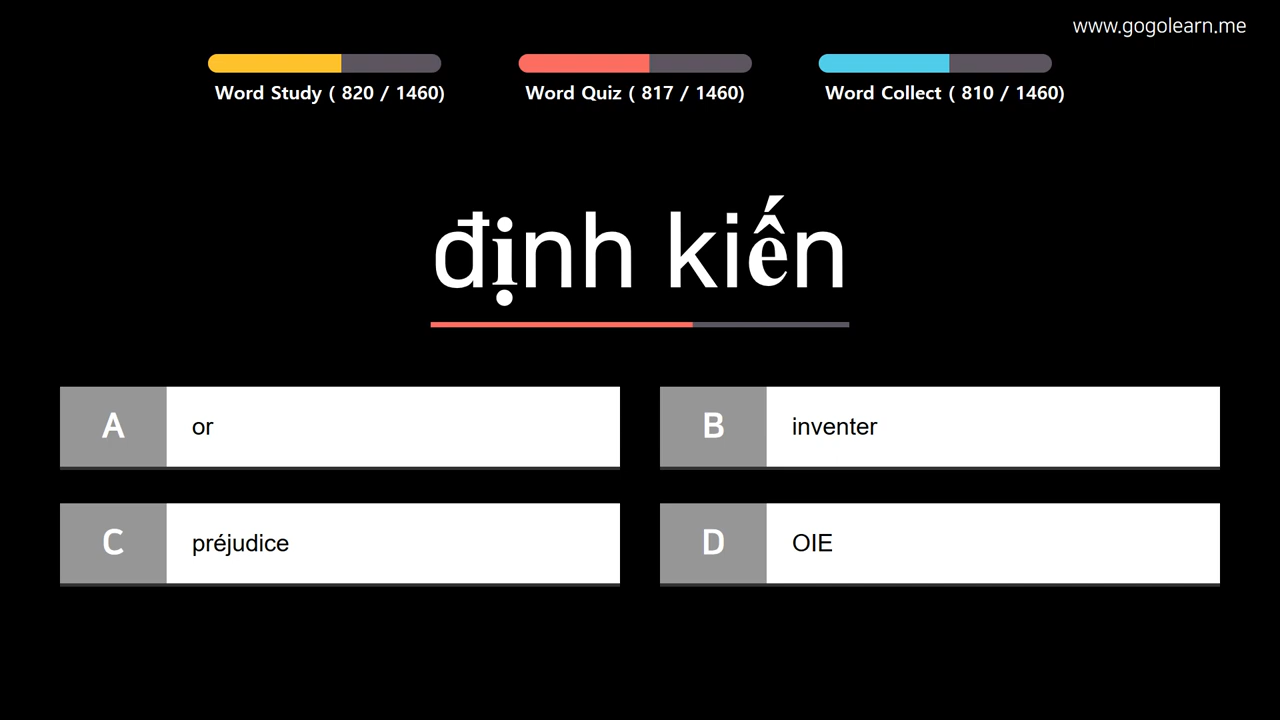 www.gogolearn.me
Word Study ( 820 / 1460)
Word Quiz ( 817 / 1460)
Word Collect ( 810 / 1460)
định kiến
A or
B inventer
C préjudice
D OIE